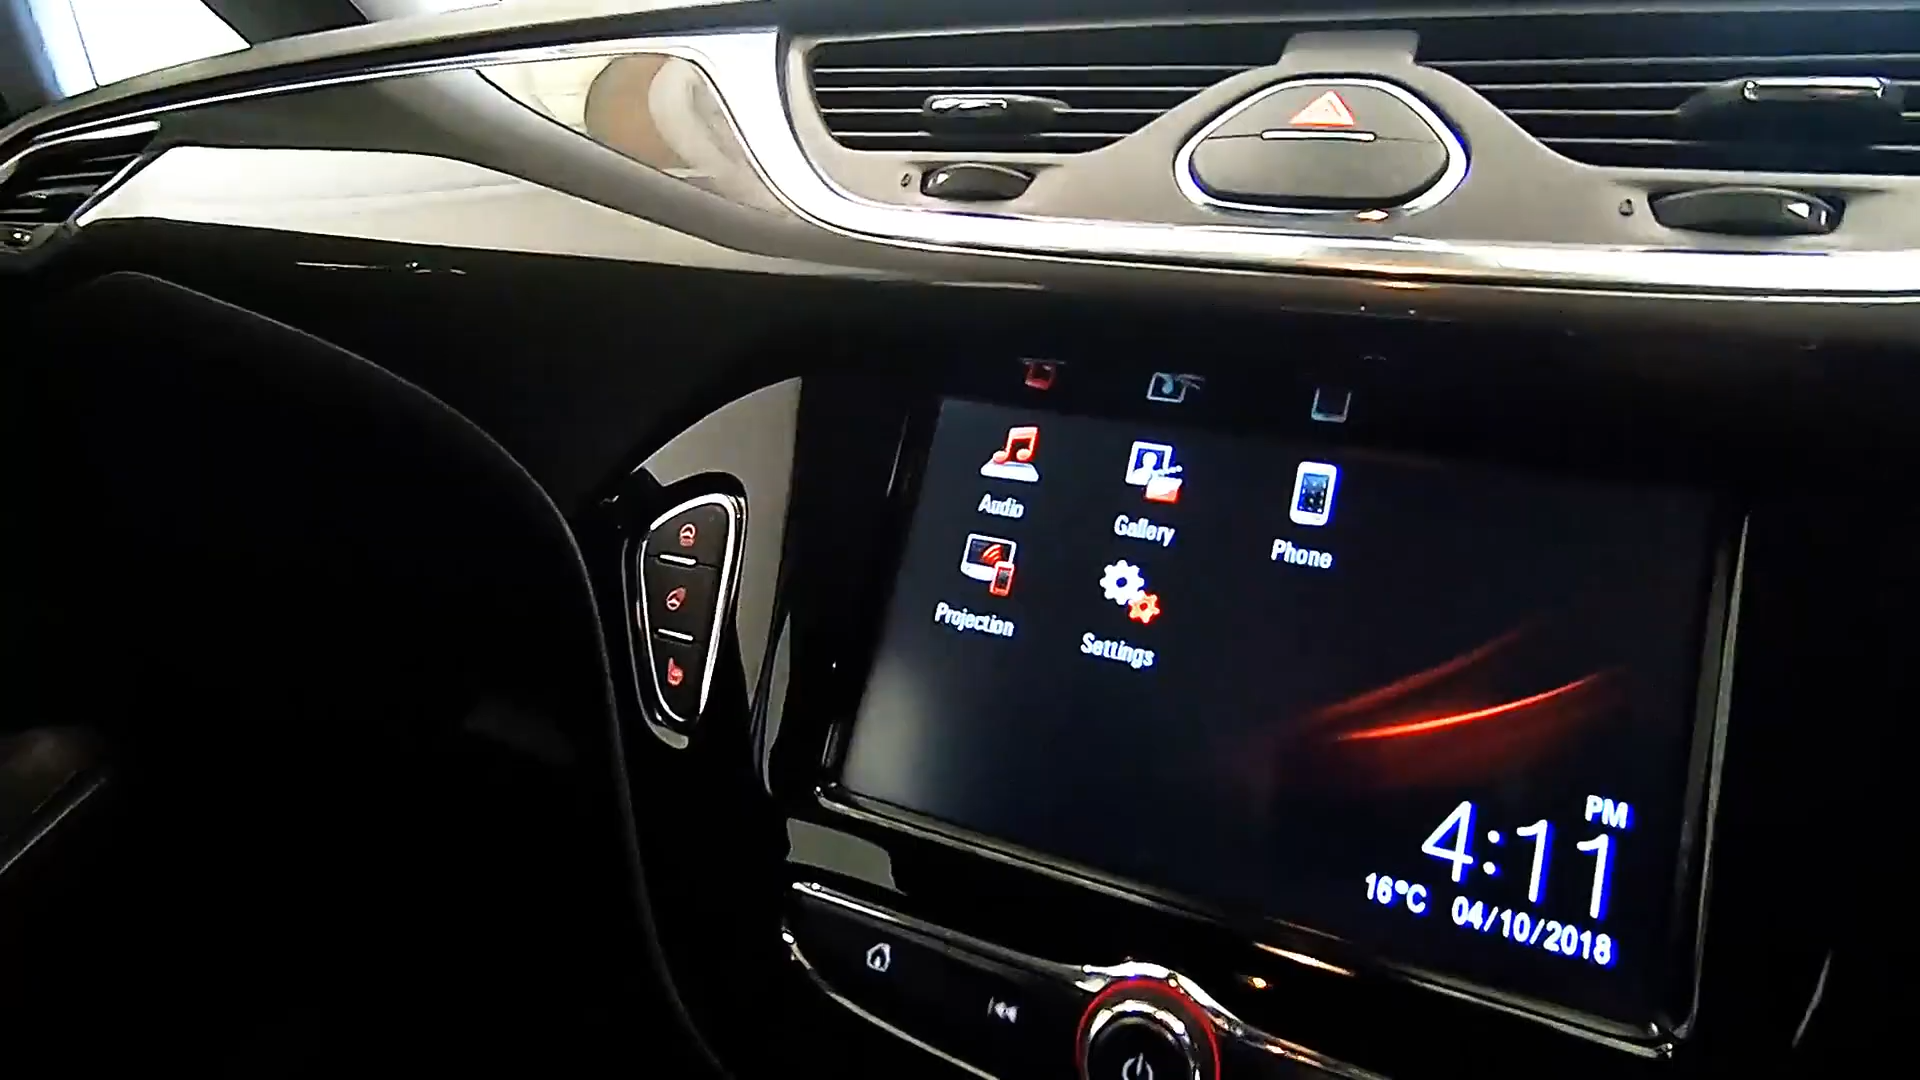 Audio
Gallery
Phone
Projection
Settings
PM
4:11
16°C 04/10/2018